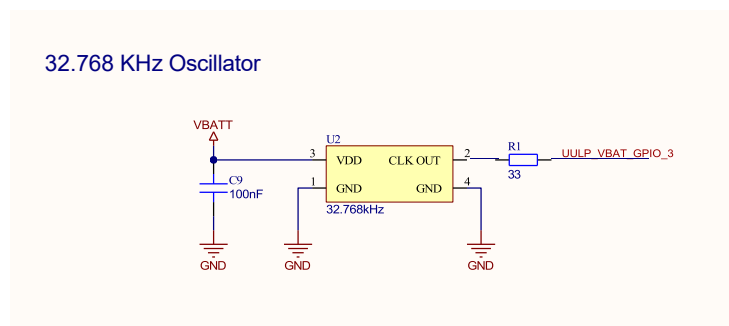 32.768 KHz Oscillator
VBATT
U2
3 VDD CLK OUT 2
R1
33
UULP_VBAT_GPIO_3
1 GND GND 4
C9
100nF
32.768kHz
GND GND GND